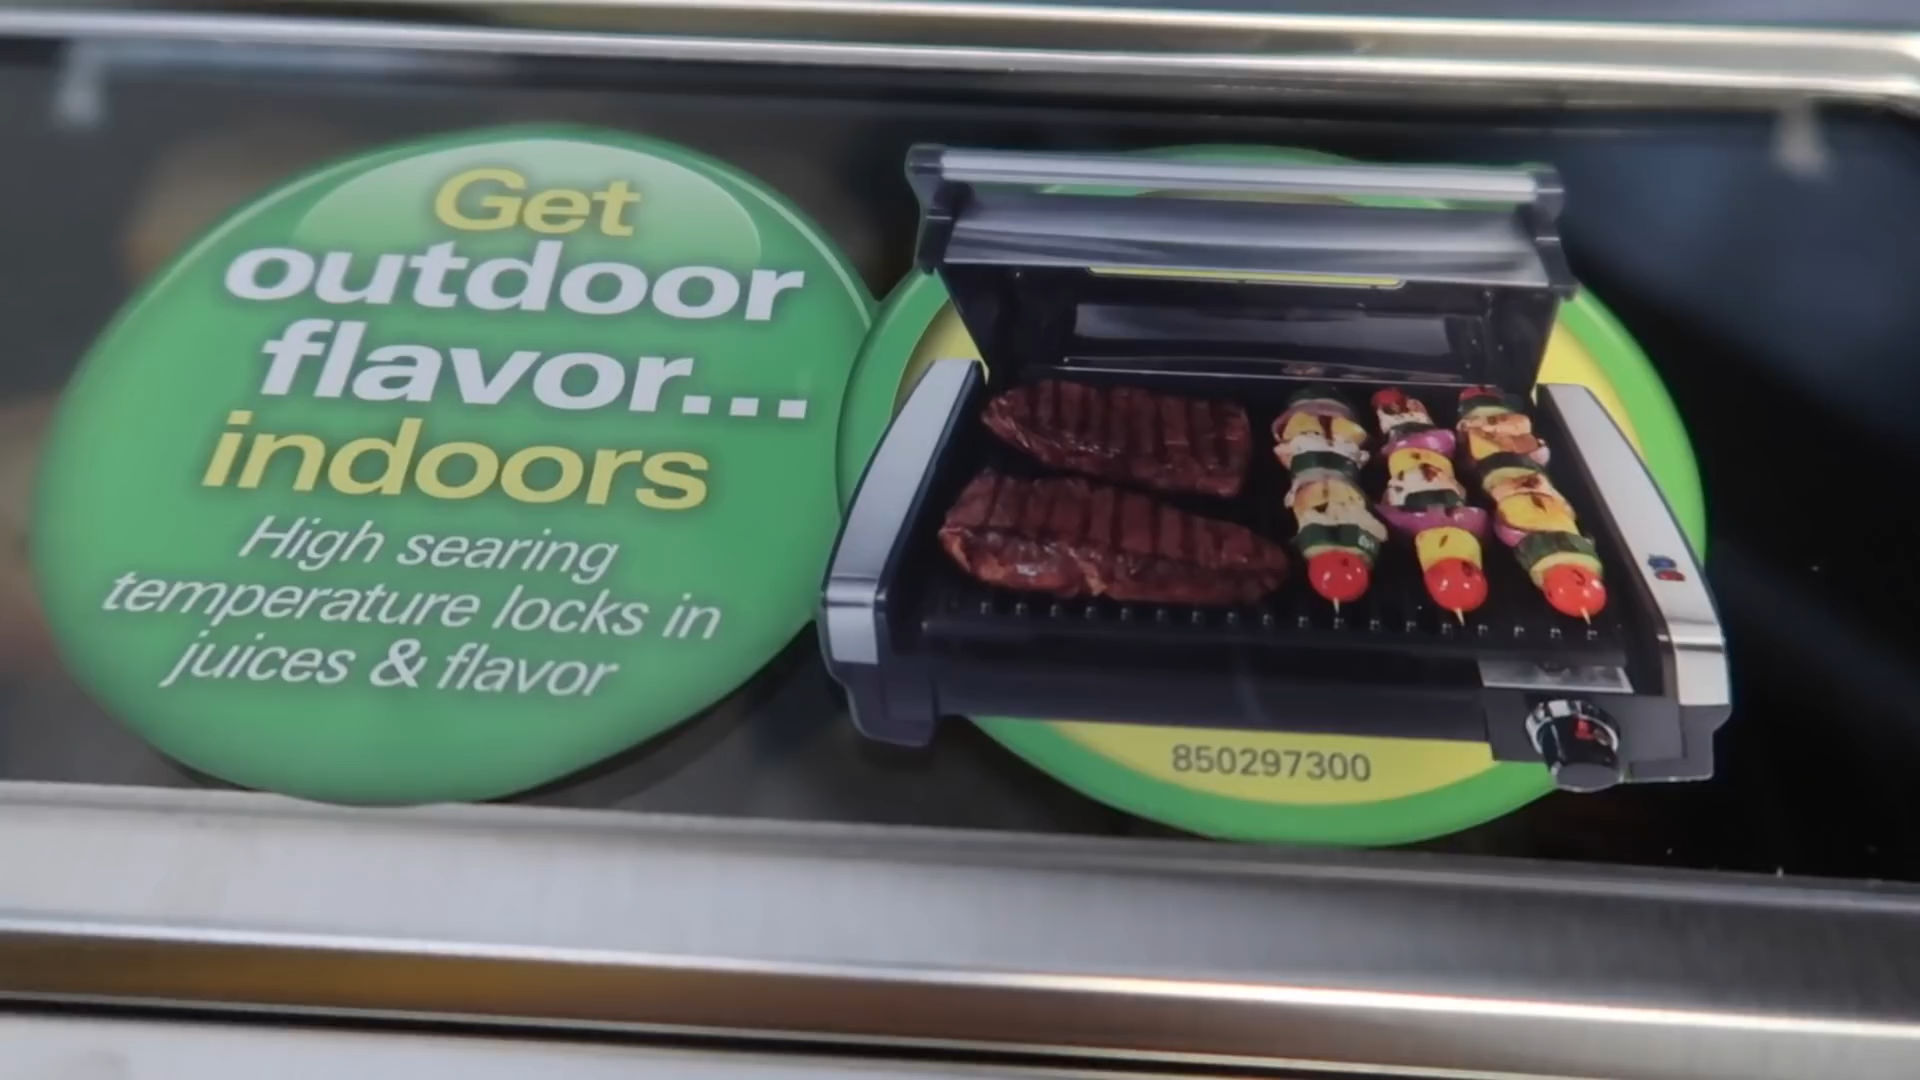 Get
outdoor
flavor...
indoors
High searing
temperature locks in
juices & flavor
850297300